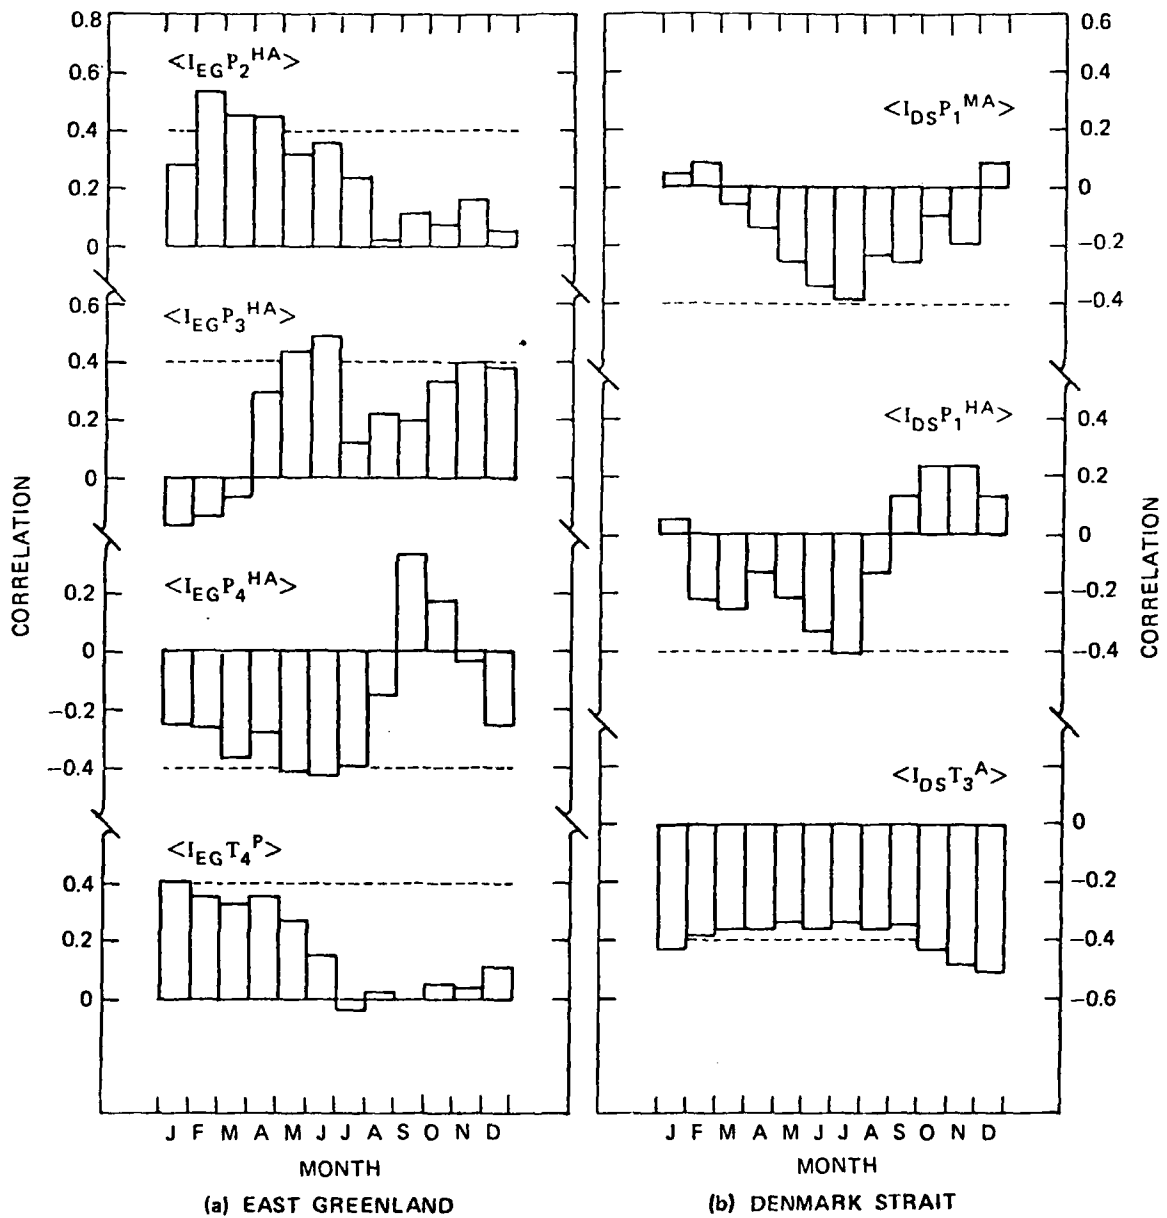 0.8
0.6
0.4
0.2
0
<I_EG P_2^HA>
0.6
0.4
0.2
0
<I_EG P_3^HA>
0.2
0
−0.2
−0.4
<I_EG P_4^HA>
0.4
0.2
0
<I_EG T_4^P>
CORRELATION
J F M A M J J A S O N D
MONTH
(a) EAST GREENLAND
0.6
0.4
0.2
0
−0.2
−0.4
<I_DS P_1^MA>
0.4
0.2
0
−0.2
−0.4
<I_DS P_1^HA>
0
−0.2
−0.4
−0.6
<I_DS T_3^A>
CORRELATION
J F M A M J J A S O N D
MONTH
(b) DENMARK STRAIT